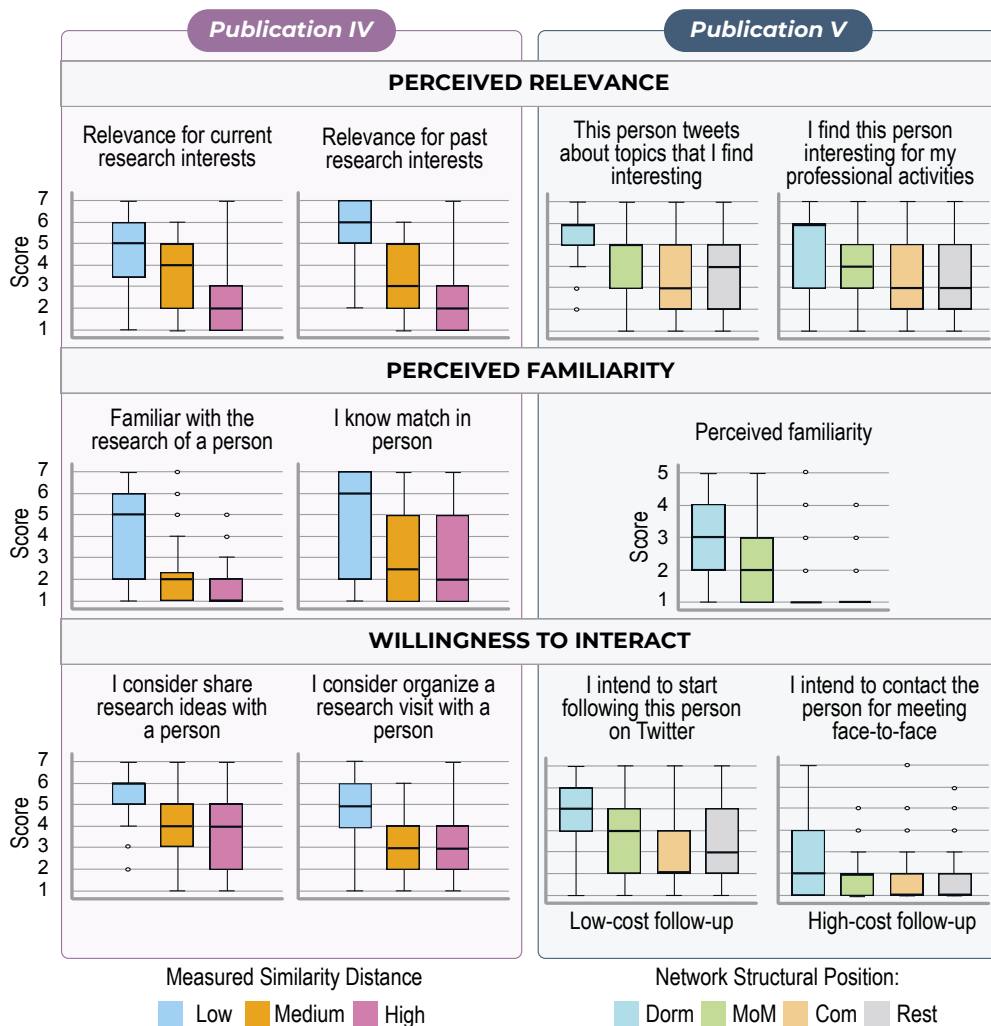 Publication IV
Publication V
PERCEIVED RELEVANCE
Relevance for current
research interests
Relevance for past
research interests
This person tweets
about topics that I find
interesting
I find this person
interesting for my
professional activities
Score
7
6
5
4
3
2
1
PERCEIVED FAMILIARITY
Familiar with the
research of a person
I know match in
person
Perceived familiarity
Score
7
6
5
4
3
2
1
Score
5
4
3
2
1
WILLINGNESS TO INTERACT
I consider share
research ideas with
a person
I consider organize a
research visit with a
person
I intend to start
following this person
on Twitter
I intend to contact the
person for meeting
face-to-face
Score
7
6
5
4
3
2
1
Low-cost follow-up
High-cost follow-up
Measured Similarity Distance
Low Medium High
Network Structural Position:
Dorm MoM Com Rest